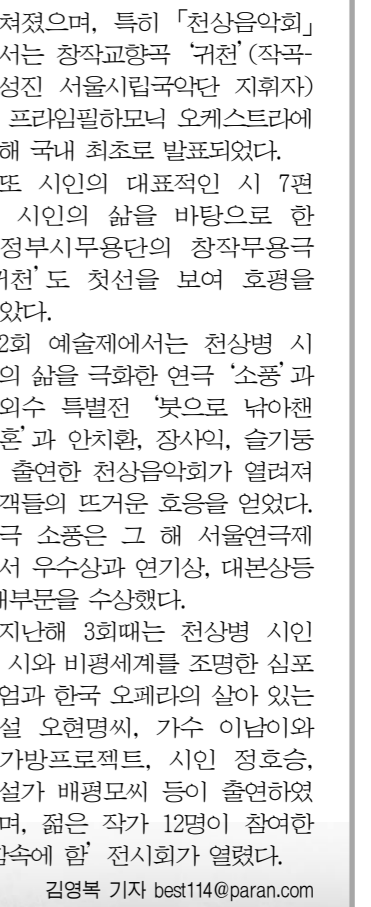 쳐졌으며, 특히 「천상음악회」
서는 창작교향곡 ‘귀천’(작곡-
성진 서울시립국악단 지휘자)
프라임필하모닉 오케스트라에
해 국내 최초로 발표되었다.
또 시인의 대표적인 시 7편
시인의 삶을 바탕으로 한
정부시무용단의 창작무용극
귀천’도 첫선을 보여 호평을
았다.
2회 예술제에서는 천상병 시
의 삶을 극화한 연극 ‘소풍’과
외수 특별전 ‘붓으로 낚아챈
혼’과 안치환, 장사익, 슬기둥
출연한 천상음악회가 열려져
객들의 뜨거운 호응을 얻었다.
극 소풍은 그 해 서울연극제
서 우수상과 연기상, 대본상등
개부문을 수상했다.
지난해 3회때는 천상병 시인
시와 비평세계를 조명한 심포
엄과 한국 오페라의 살아 있는
설 오현명씨, 가수 이남이와
가방프로젝트, 시인 정호승,
설가 배평모씨 등이 출연하였
며, 젊은 작가 12명이 참여한
함속에 함’ 전시회가 열렸다.
김영복 기자 best114@paran.com